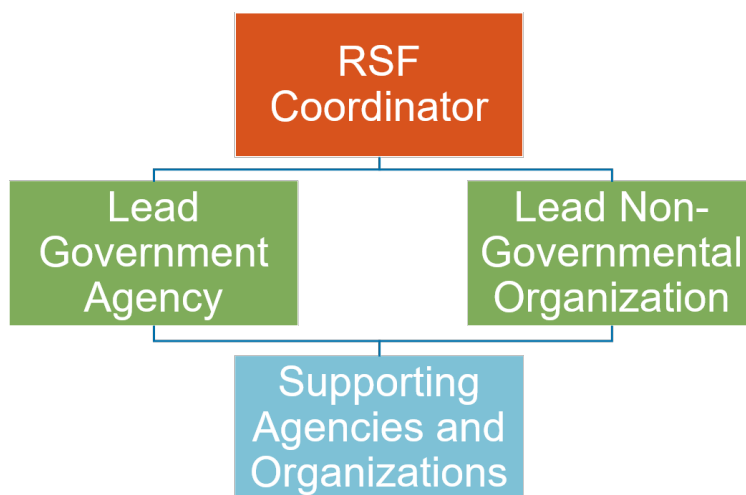 RSF
Coordinator
Lead
Government
Agency
Lead Non-
Governmental
Organization
Supporting
Agencies and
Organizations